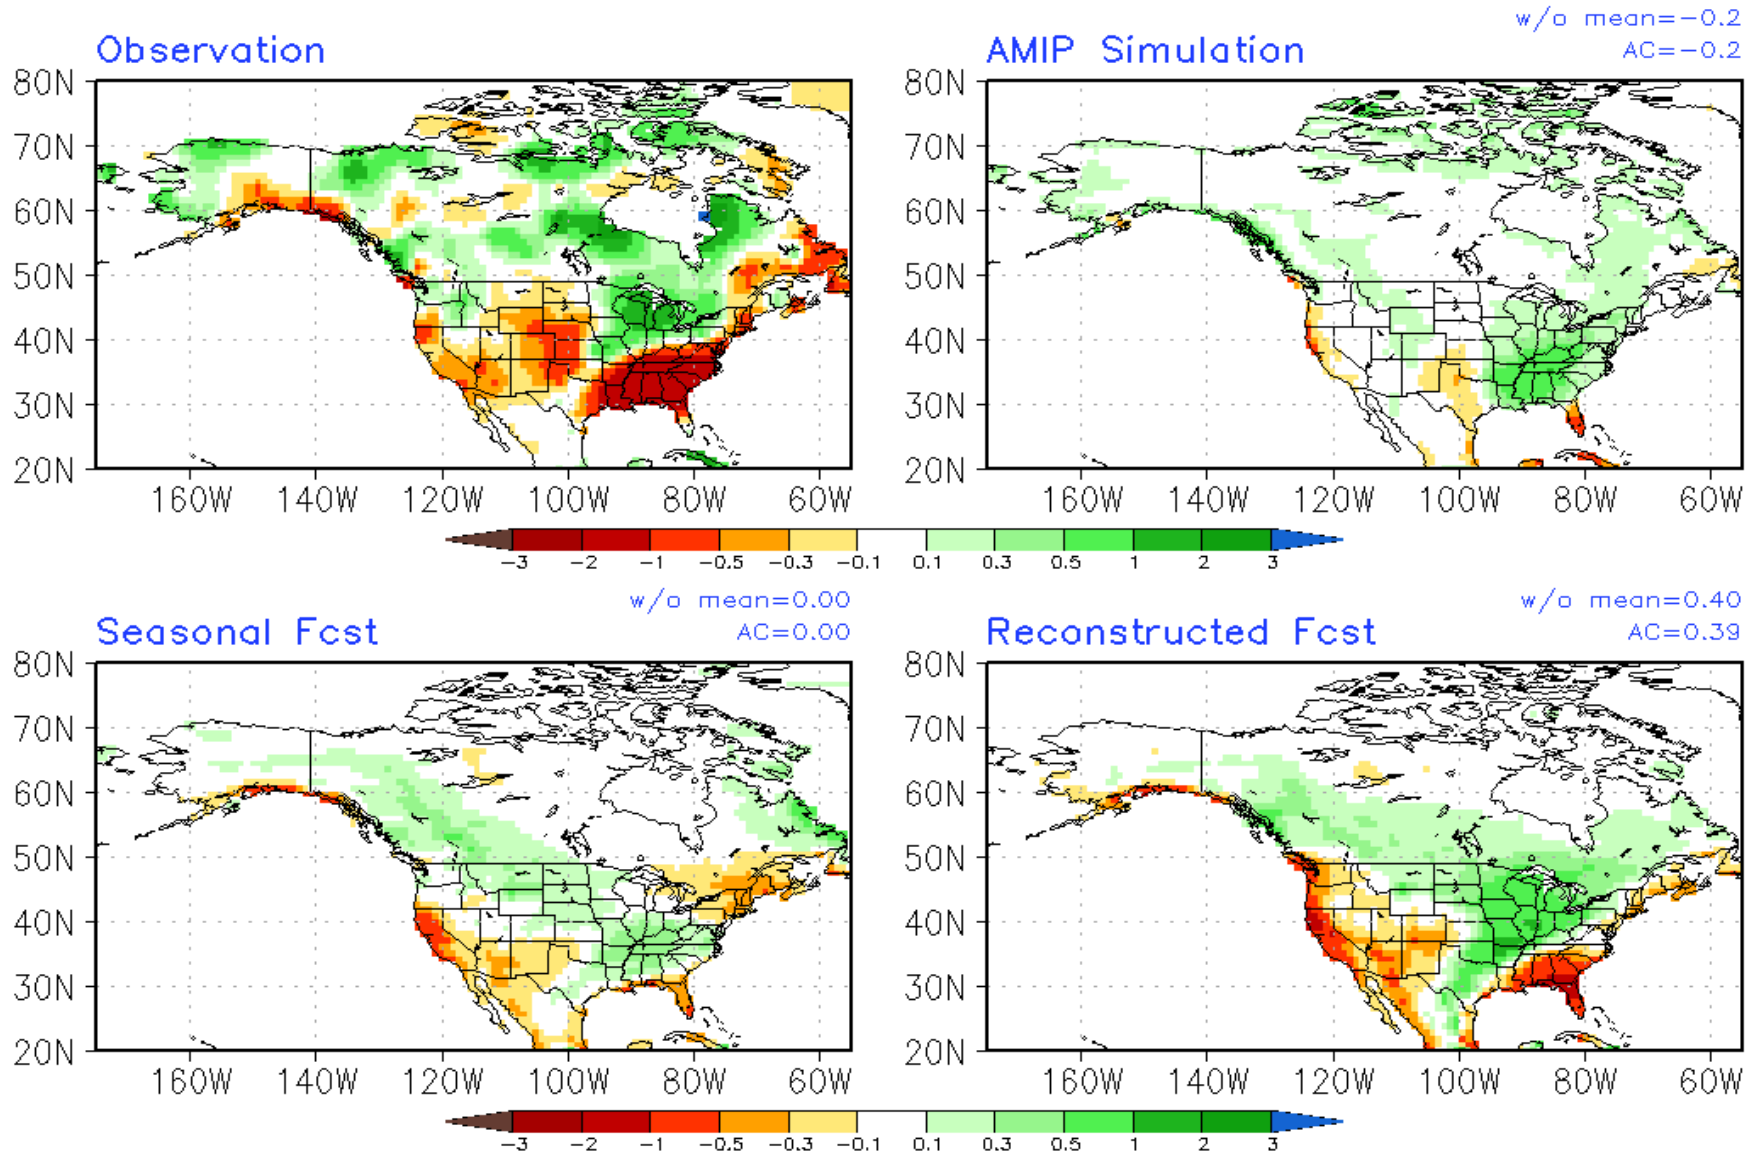 w/o mean=-0.2
Observation
AMIP Simulation
AC=-0.2
80N
70N
60N
50N
40N
30N
20N
160W 140W 120W 100W 80W 60W
80N
70N
60N
50N
40N
30N
20N
160W 140W 120W 100W 80W 60W
-3 -2 -1 -0.5 -0.3 -0.1 0.1 0.3 0.5 1 2 3
w/o mean=0.00
Seasonal Fcst
AC=0.00
w/o mean=0.40
Reconstructed Fcst
AC=0.39
80N
70N
60N
50N
40N
30N
20N
160W 140W 120W 100W 80W 60W
80N
70N
60N
50N
40N
30N
20N
160W 140W 120W 100W 80W 60W
-3 -2 -1 -0.5 -0.3 -0.1 0.1 0.3 0.5 1 2 3